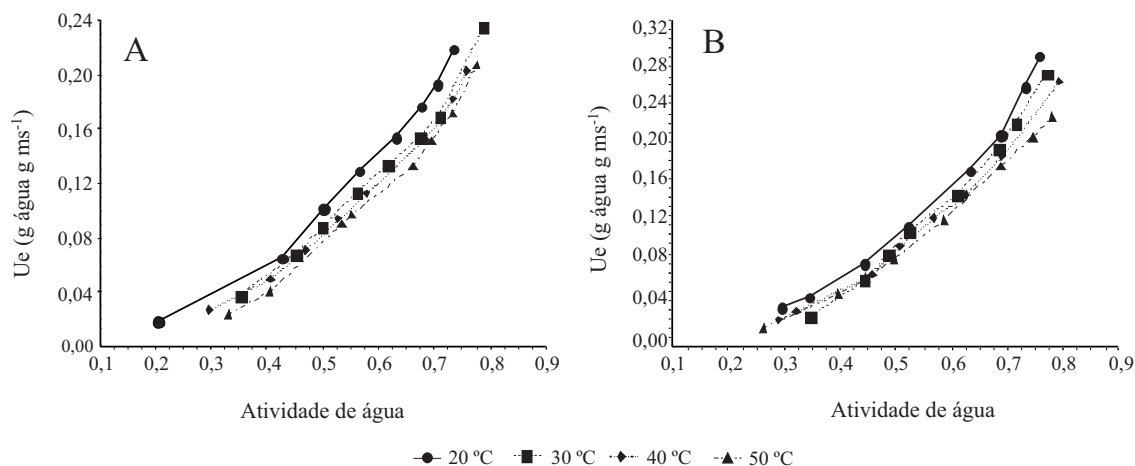 A
Ue (g água g ms⁻¹)
0,24
0,20
0,16
0,12
0,08
0,04
0,00
0,1 0,2 0,3 0,4 0,5 0,6 0,7 0,8 0,9
Atividade de água
B
Ue (g água g ms⁻¹)
0,32
0,28
0,24
0,20
0,16
0,12
0,08
0,04
0,00
0,1 0,2 0,3 0,4 0,5 0,6 0,7 0,8 0,9
Atividade de água
20 ºC 30 ºC 40 ºC 50 ºC